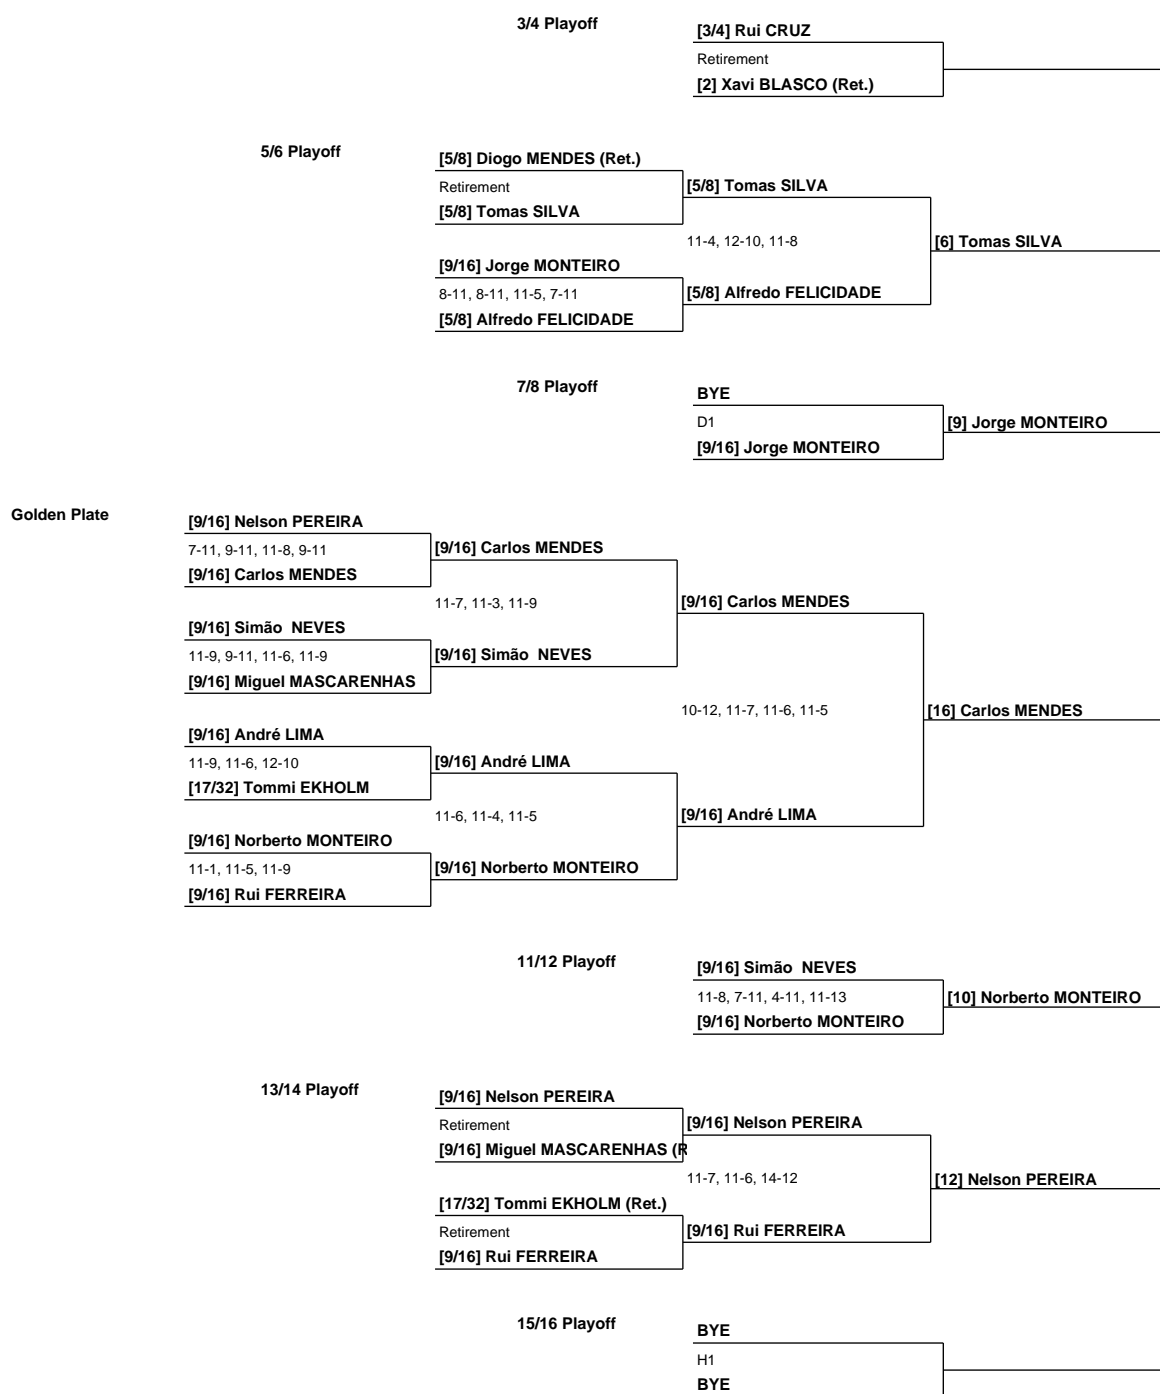 3/4 Playoff
[3/4] Rui CRUZ
Retirement
[2] Xavi BLASCO (Ret.)
5/6 Playoff
[5/8] Diogo MENDES (Ret.)
Retirement
[5/8] Tomas SILVA
[5/8] Tomas SILVA
11-4, 12-10, 11-8
[6] Tomas SILVA
[9/16] Jorge MONTEIRO
8-11, 8-11, 11-5, 7-11
[5/8] Alfredo FELICIDADE
[5/8] Alfredo FELICIDADE
7/8 Playoff
BYE
D1
[9] Jorge MONTEIRO
[9/16] Jorge MONTEIRO
Golden Plate
[9/16] Nelson PEREIRA
7-11, 9-11, 11-8, 9-11
[9/16] Carlos MENDES
[9/16] Carlos MENDES
11-7, 11-3, 11-9
[9/16] Carlos MENDES
[9/16] Simão  NEVES
11-9, 9-11, 11-6, 11-9
[9/16] Simão  NEVES
[9/16] Miguel MASCARENHAS
10-12, 11-7, 11-6, 11-5
[16] Carlos MENDES
[9/16] André LIMA
11-9, 11-6, 12-10
[9/16] André LIMA
[17/32] Tommi EKHOLM
11-6, 11-4, 11-5
[9/16] André LIMA
[9/16] Norberto MONTEIRO
11-1, 11-5, 11-9
[9/16] Norberto MONTEIRO
[9/16] Rui FERREIRA
11/12 Playoff
[9/16] Simão  NEVES
11-8, 7-11, 4-11, 11-13
[10] Norberto MONTEIRO
[9/16] Norberto MONTEIRO
13/14 Playoff
[9/16] Nelson PEREIRA
Retirement
[9/16] Nelson PEREIRA
[9/16] Miguel MASCARENHAS (R
11-7, 11-6, 14-12
[12] Nelson PEREIRA
[17/32] Tommi EKHOLM (Ret.)
Retirement
[9/16] Rui FERREIRA
[9/16] Rui FERREIRA
15/16 Playoff
BYE
H1
BYE